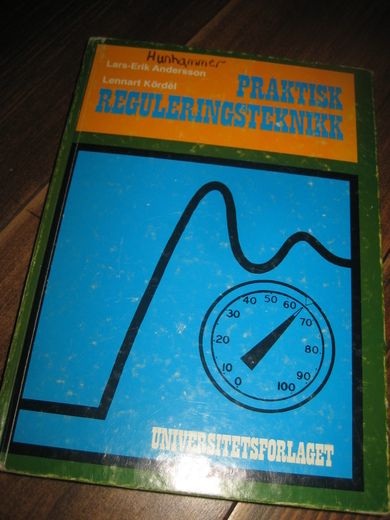 Hunhammer
Lars-Erik Andersson
Lennart Kördel
PRAKTISK
REGULERINGSTEKNIKK
0
10
20
30
40
50
60
70
80
90
100
UNIVERSITETSFORLAGET